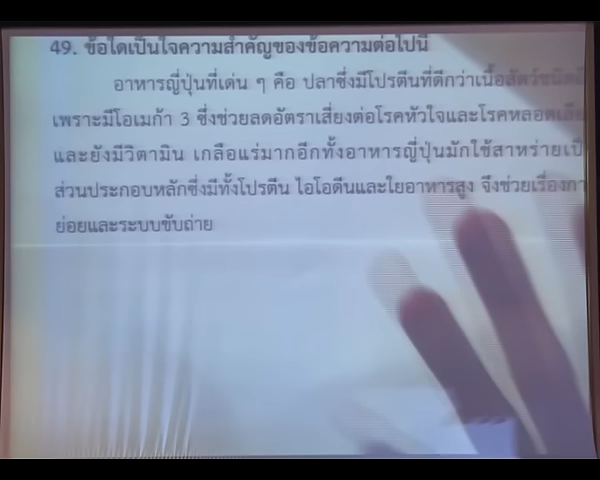 49. ข้อใดเป็นใจความสำคัญของข้อความต่อไปนี้
อาหารญี่ปุ่นที่เด่น ๆ คือ ปลาซึ่งมีโปรตีนที่ดีกว่าเนื้อสัตว์ชนิด
เพราะมีโอเมก้า 3 ซึ่งช่วยลดอัตราเสี่ยงต่อโรคหัวใจและโรคหลอด
และยังมีวิตามิน เกลือแร่มากอีกทั้งอาหารญี่ปุ่นมักใช้สาหร่ายเป็
ส่วนประกอบหลักซึ่งมีทั้งโปรตีน ไอโอดีนและใยอาหารสูง จึงช่วยเรื่องกา
ย่อยและระบบขับถ่าย